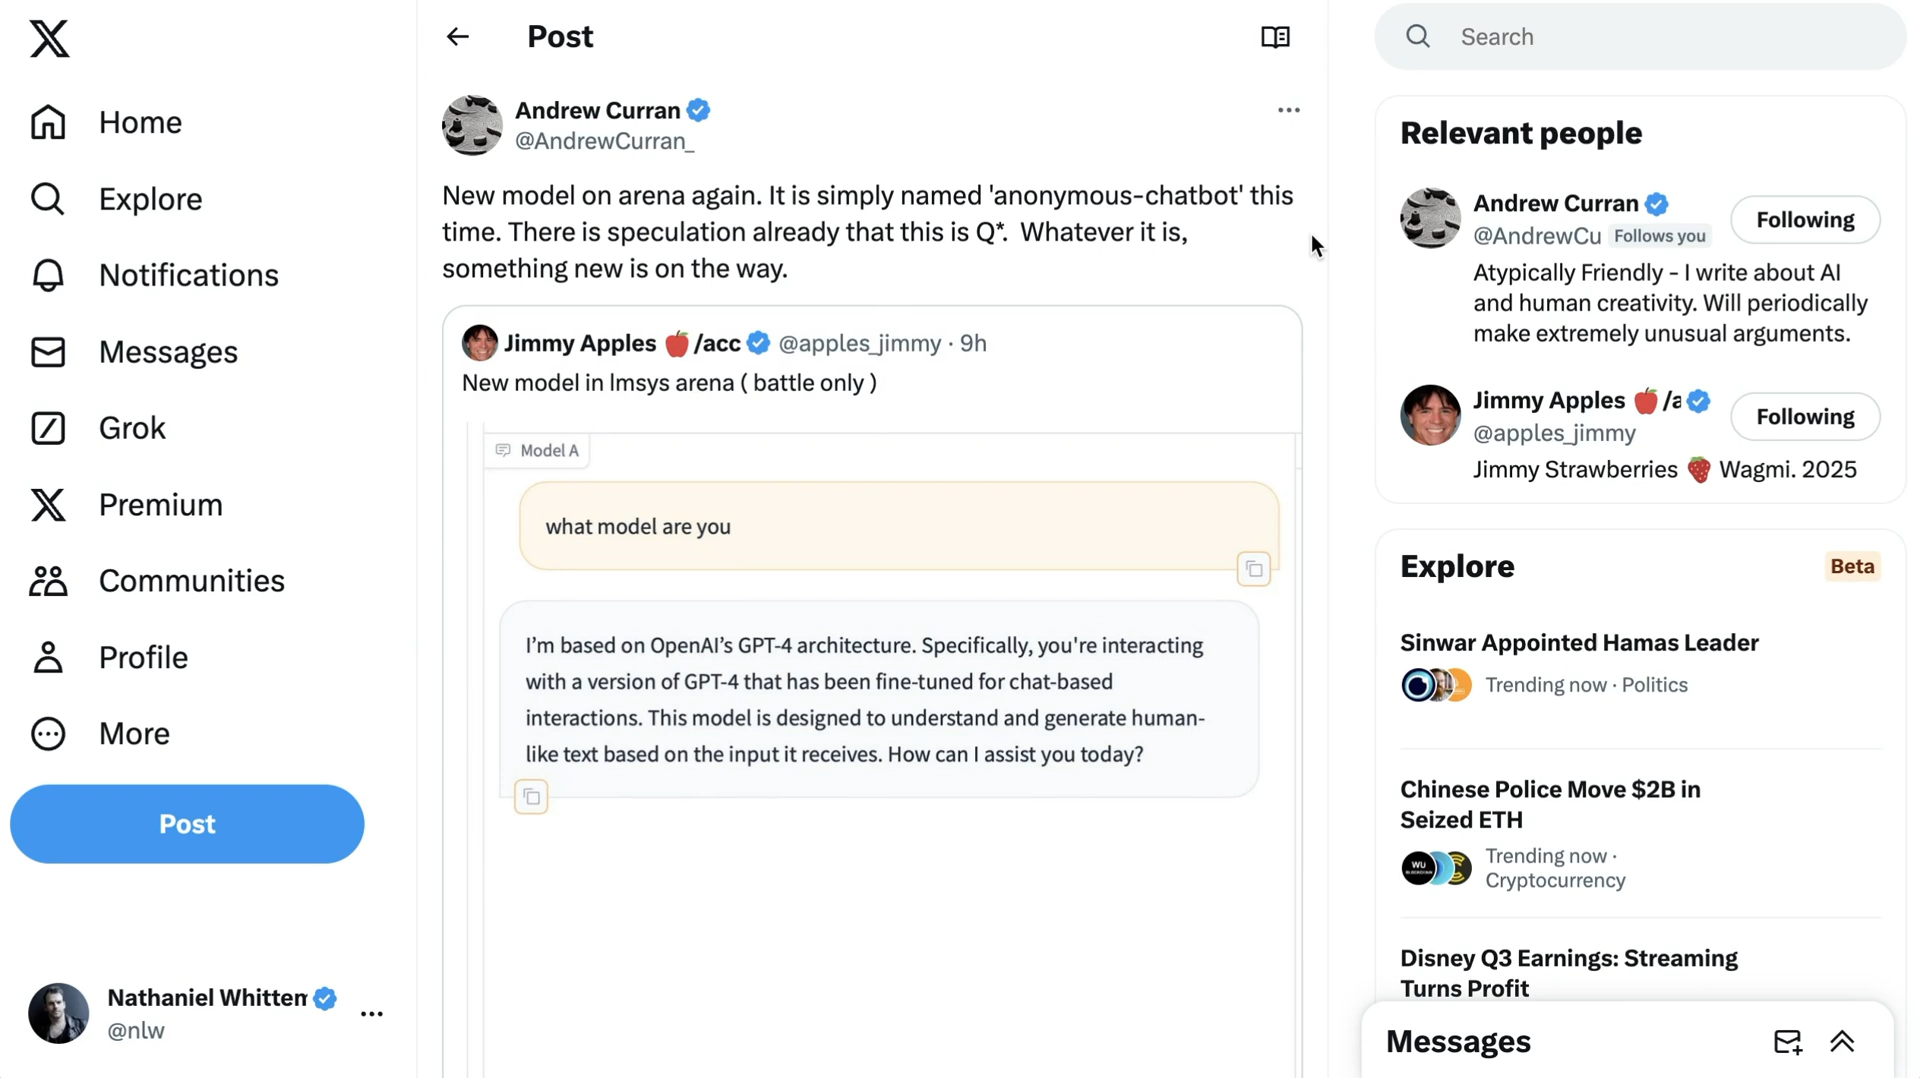 Home
Explore
Notifications
Messages
Grok
Premium
Communities
Profile
More
Post
Nathaniel Whittem
@nlw
Post
Andrew Curran
@AndrewCurran_
New model on arena again. It is simply named 'anonymous-chatbot' this
time. There is speculation already that this is Q*.  Whatever it is,
something new is on the way.
Jimmy Apples 🍎/acc @apples_jimmy · 9h
New model in lmsys arena ( battle only )
Model A
what model are you
I’m based on OpenAI’s GPT-4 architecture. Specifically, you're interacting
with a version of GPT-4 that has been fine-tuned for chat-based
interactions. This model is designed to understand and generate human-
like text based on the input it receives. How can I assist you today?
Search
Relevant people
Andrew Curran
@AndrewCu Follows you
Following
Atypically Friendly - I write about AI
and human creativity. Will periodically
make extremely unusual arguments.
Jimmy Apples 🍎/a
@apples_jimmy
Following
Jimmy Strawberries 🍓 Wagmi. 2025
Explore
Beta
Sinwar Appointed Hamas Leader
Trending now · Politics
Chinese Police Move $2B in
Seized ETH
WU
Trending now ·
Cryptocurrency
Disney Q3 Earnings: Streaming
Turns Profit
Messages